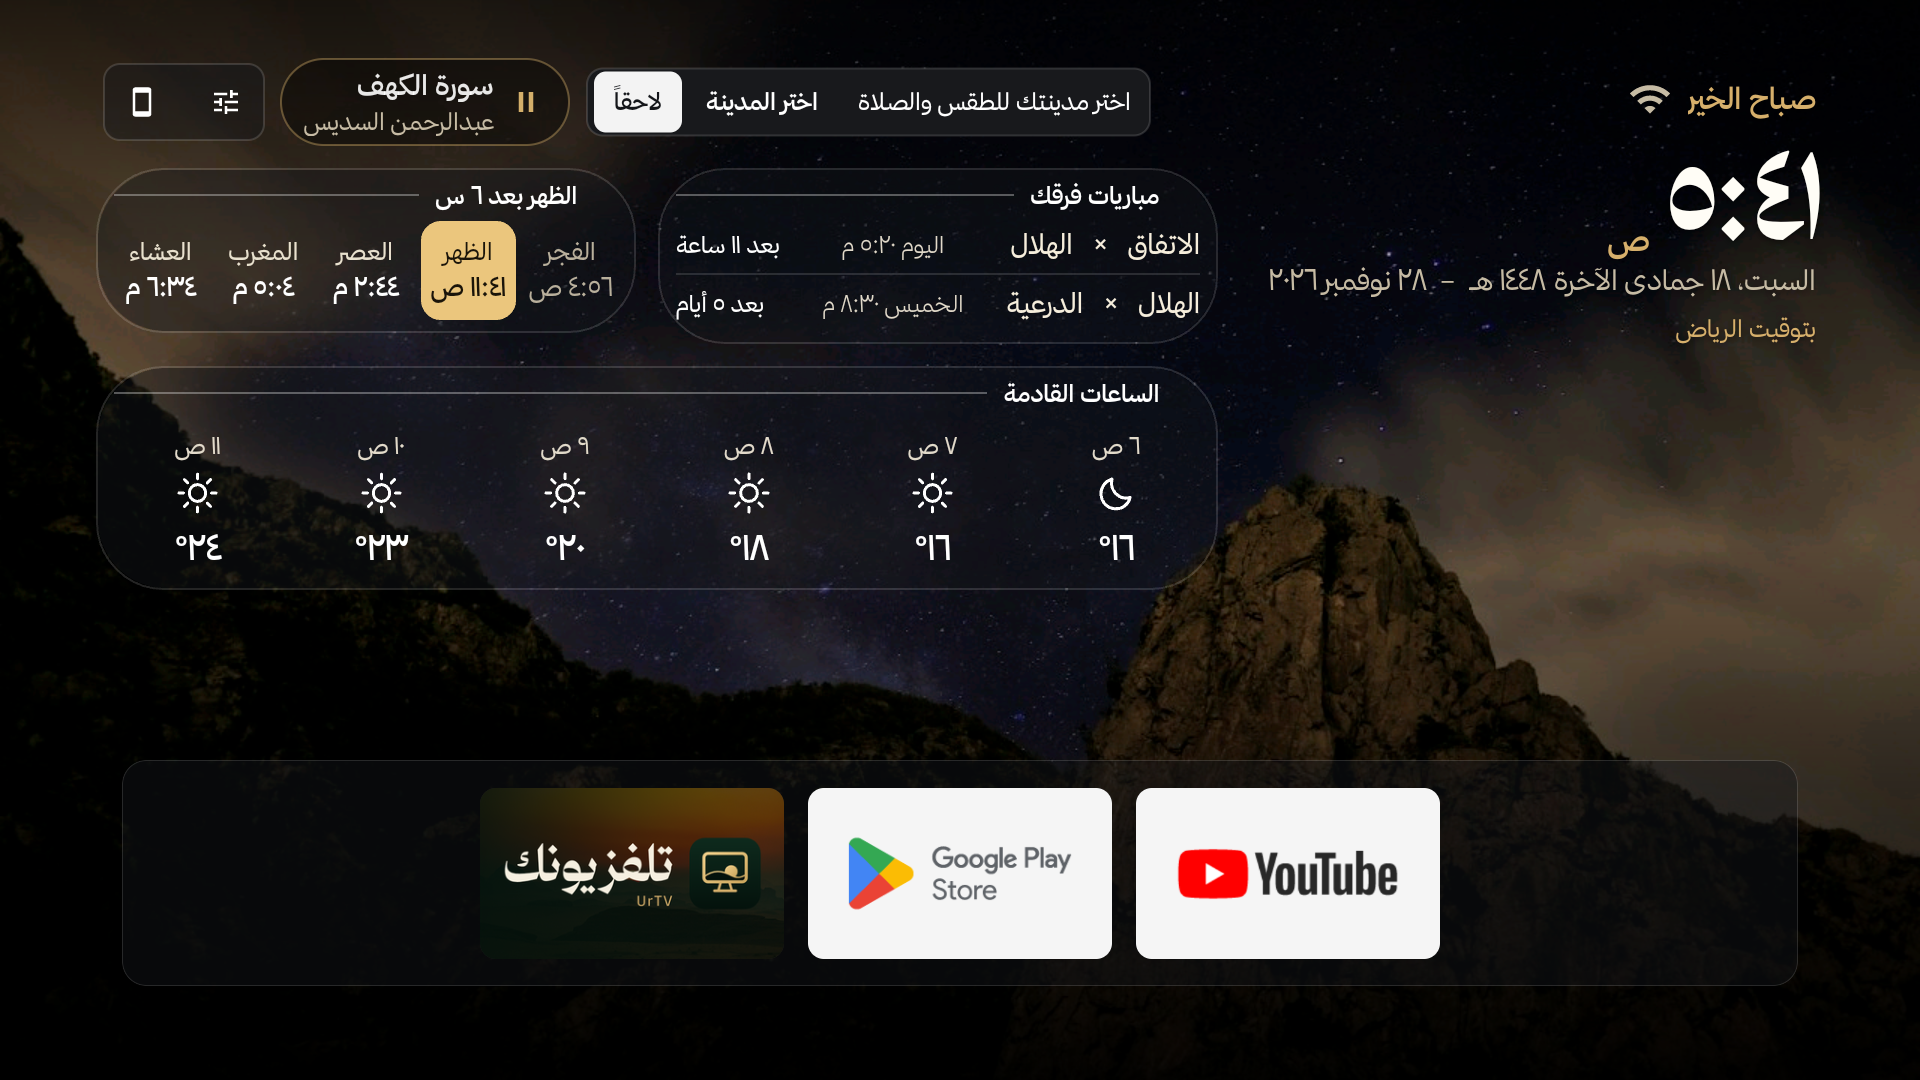 صباح الخير
٥:٤١ ص
السبت، ١٨ جمادى الآخرة ١٤٤٨ هـ – ٢٨ نوفمبر ٢٠٢٦
بتوقيت الرياض
اختر مدينتك للطقس والصلاة
اختر المدينة
لاحقاً
سورة الكهف
عبدالرحمن السديس
مباريات فرقك
الاتفاق × الهلال اليوم ٥:٢٠ م بعد ١١ ساعة
الهلال × الدرعية الخميس ٨:٣٠ م بعد ٥ أيام
الظهر بعد ٦ س
الفجر الظهر العصر المغرب العشاء
٤:٥٦ ص ١١:٤١ ص ٢:٤٤ م ٥:٠٤ م ٦:٣٤ م
الساعات القادمة
٦ ص ٧ ص ٨ ص ٩ ص ١٠ ص ١١ ص
١٦° ١٦° ١٨° ٢٠° ٢٣° ٢٤°
YouTube
Google Play
Store
تلفزيونك
UrTV